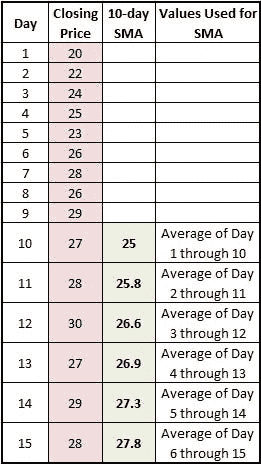 Day Closing Price 10-day SMA Values Used for SMA
1 20
2 22
3 24
4 25
5 23
6 26
7 28
8 26
9 29
10 27 25 Average of Day 1 through 10
11 28 25.8 Average of Day 2 through 11
12 30 26.6 Average of Day 3 through 12
13 27 26.9 Average of Day 4 through 13
14 29 27.3 Average of Day 5 through 14
15 28 27.8 Average of Day 6 through 15